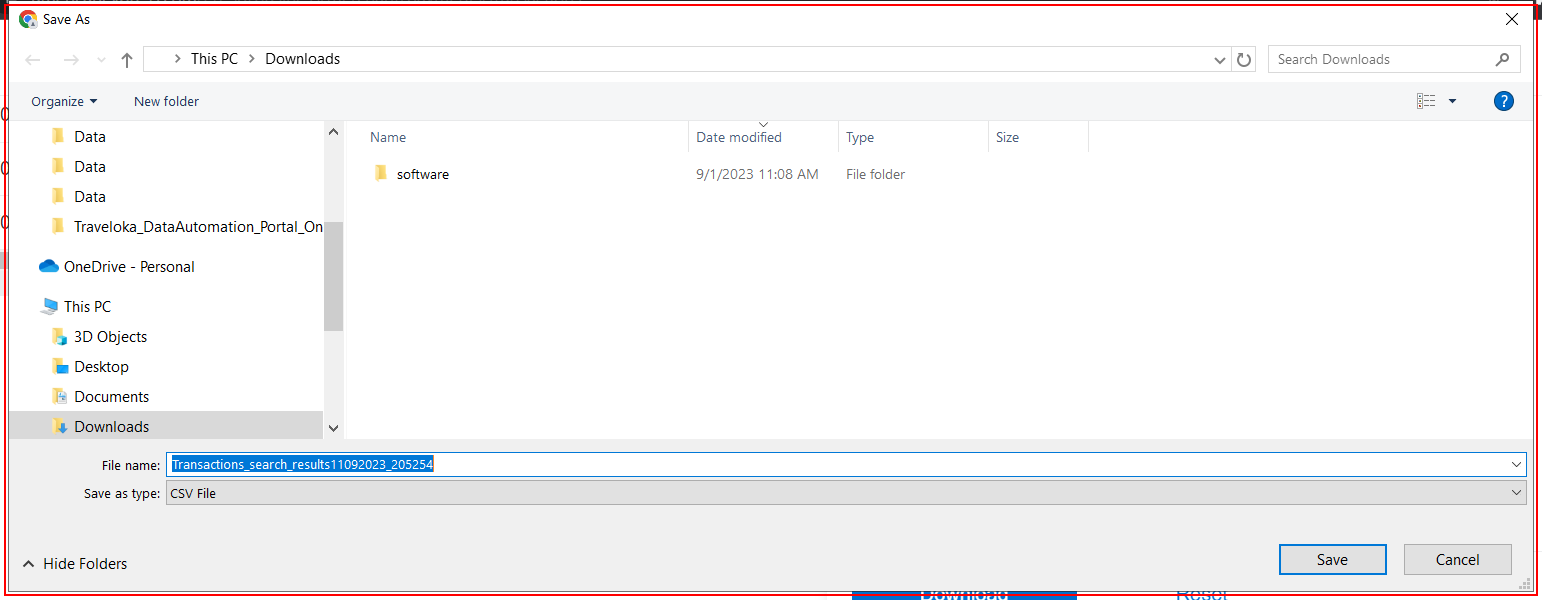 Save As
This PC > Downloads
Search Downloads
Organize
New folder
?
Data
Data
Data
Traveloka_DataAutomation_Portal_On
OneDrive - Personal
This PC
3D Objects
Desktop
Documents
Downloads
Name Date modified Type Size
software 9/1/2023 11:08 AM File folder
File name: Transactions_search_results11092023_205254
Save as type: CSV File
Hide Folders
Save
Cancel
Download
Reset